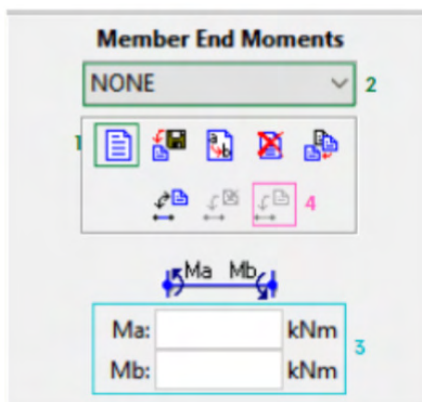 Member End Moments
NONE 2
1
a b
4
Ma Mb
Ma: kNm
3
Mb: kNm